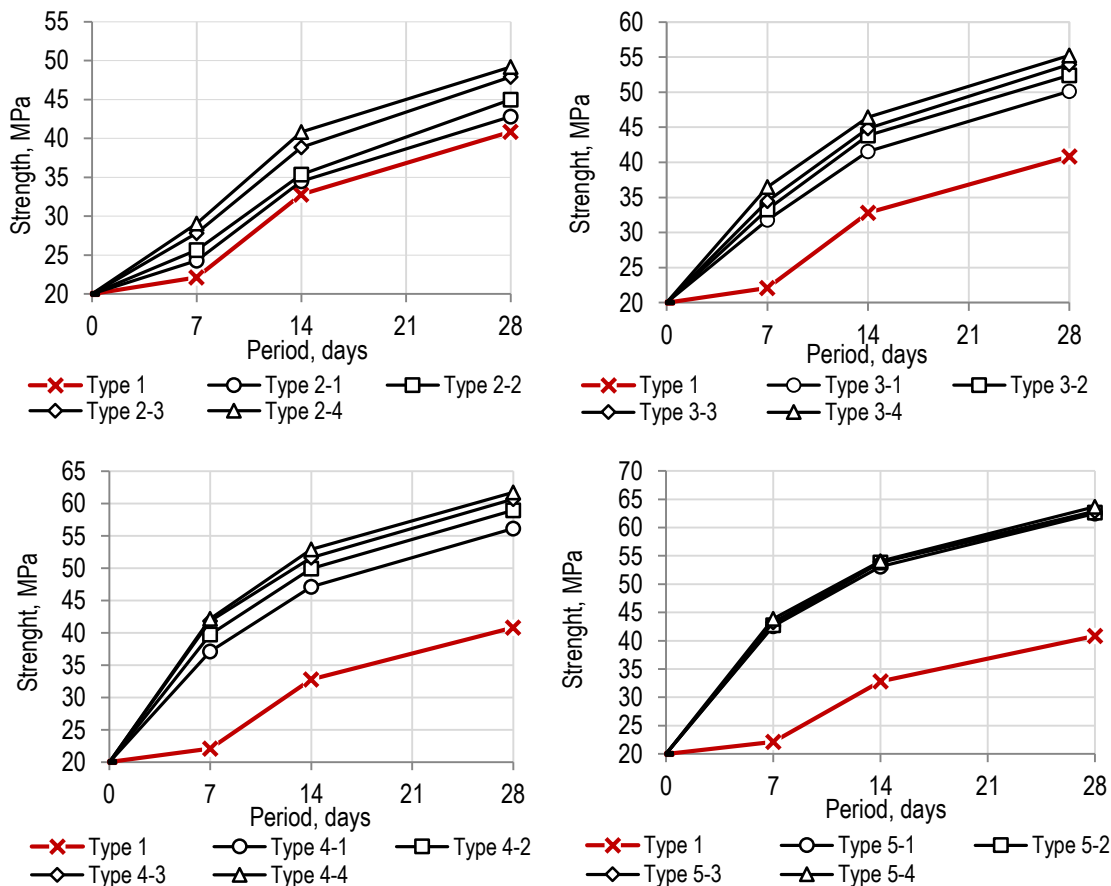 55
50
45
40
35
30
25
20
Strength, MPa
0 7 14 21 28
Period, days
Type 1 Type 2-1 Type 2-2
Type 2-3 Type 2-4
60
55
50
45
40
35
30
25
20
Strenght, MPa
0 7 14 21 28
Period, days
Type 1 Type 3-1 Type 3-2
Type 3-3 Type 3-4
65
60
55
50
45
40
35
30
25
20
Strenght, MPa
0 7 14 21 28
Period, days
Type 1 Type 4-1 Type 4-2
Type 4-3 Type 4-4
70
65
60
55
50
45
40
35
30
25
20
Strenght, MPa
0 7 14 21 28
Period, days
Type 1 Type 5-1 Type 5-2
Type 5-3 Type 5-4